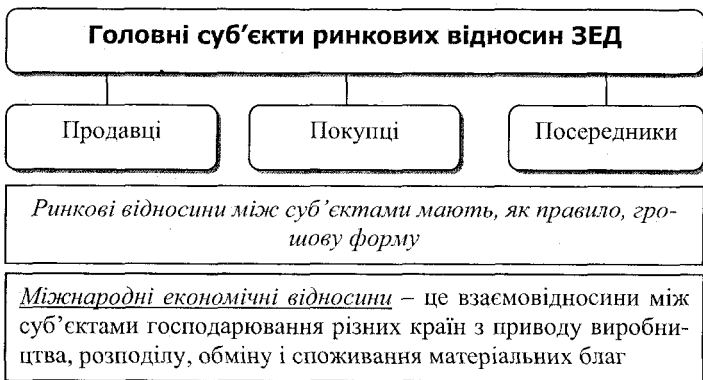 Головні суб’єкти ринкових відносин ЗЕД
Продавці
Покупці
Посередники
Ринкові відносини між суб’єктами мають, як правило, гро-
шову форму
Міжнародні економічні відносини – це взаємовідносини між
суб’єктами господарювання різних країн з приводу виробни-
цтва, розподілу, обміну і споживання матеріальних благ